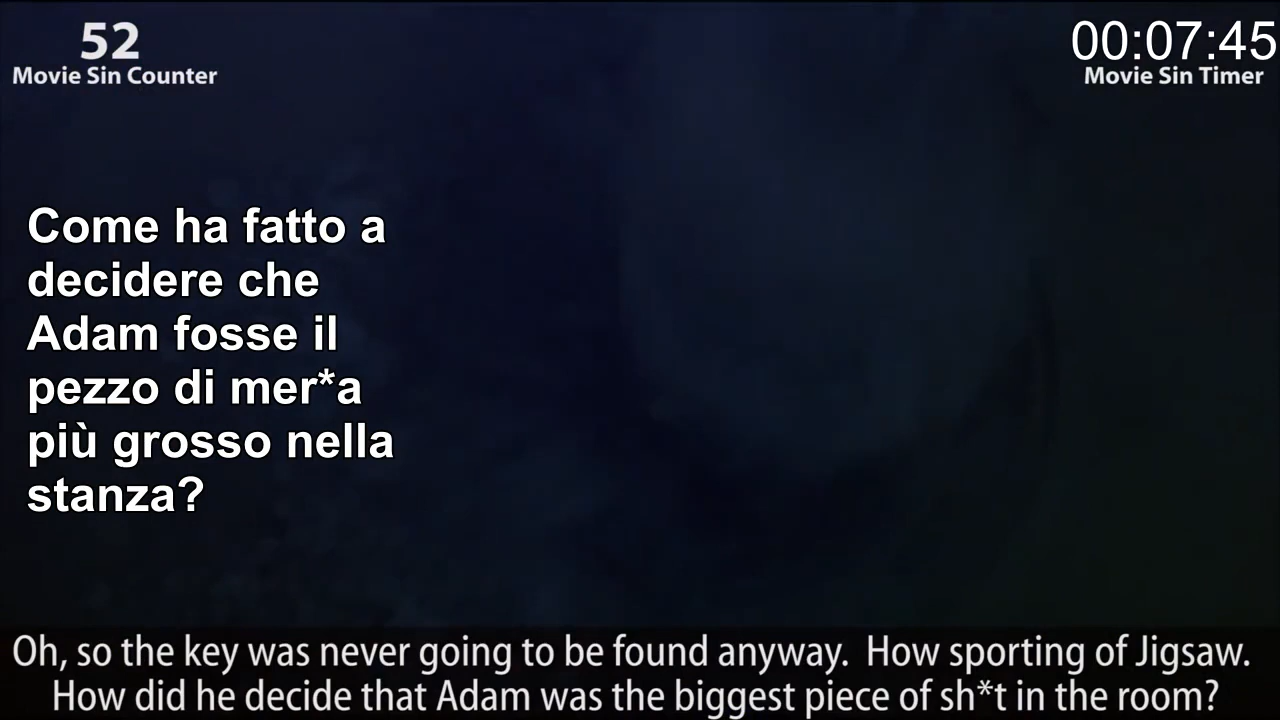 52
Movie Sin Counter
00:07:45
Movie Sin Timer
Come ha fatto a
decidere che
Adam fosse il
pezzo di mer*a
più grosso nella
stanza?
Oh, so the key was never going to be found anyway.  How sporting of Jigsaw.
How did he decide that Adam was the biggest piece of sh*t in the room?